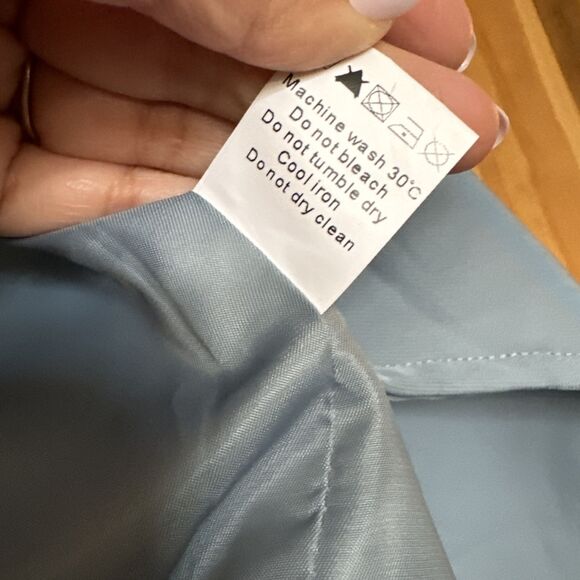 Machine wash 30°C
Do not bleach
Do not tumble dry
Cool iron
Do not dry clean